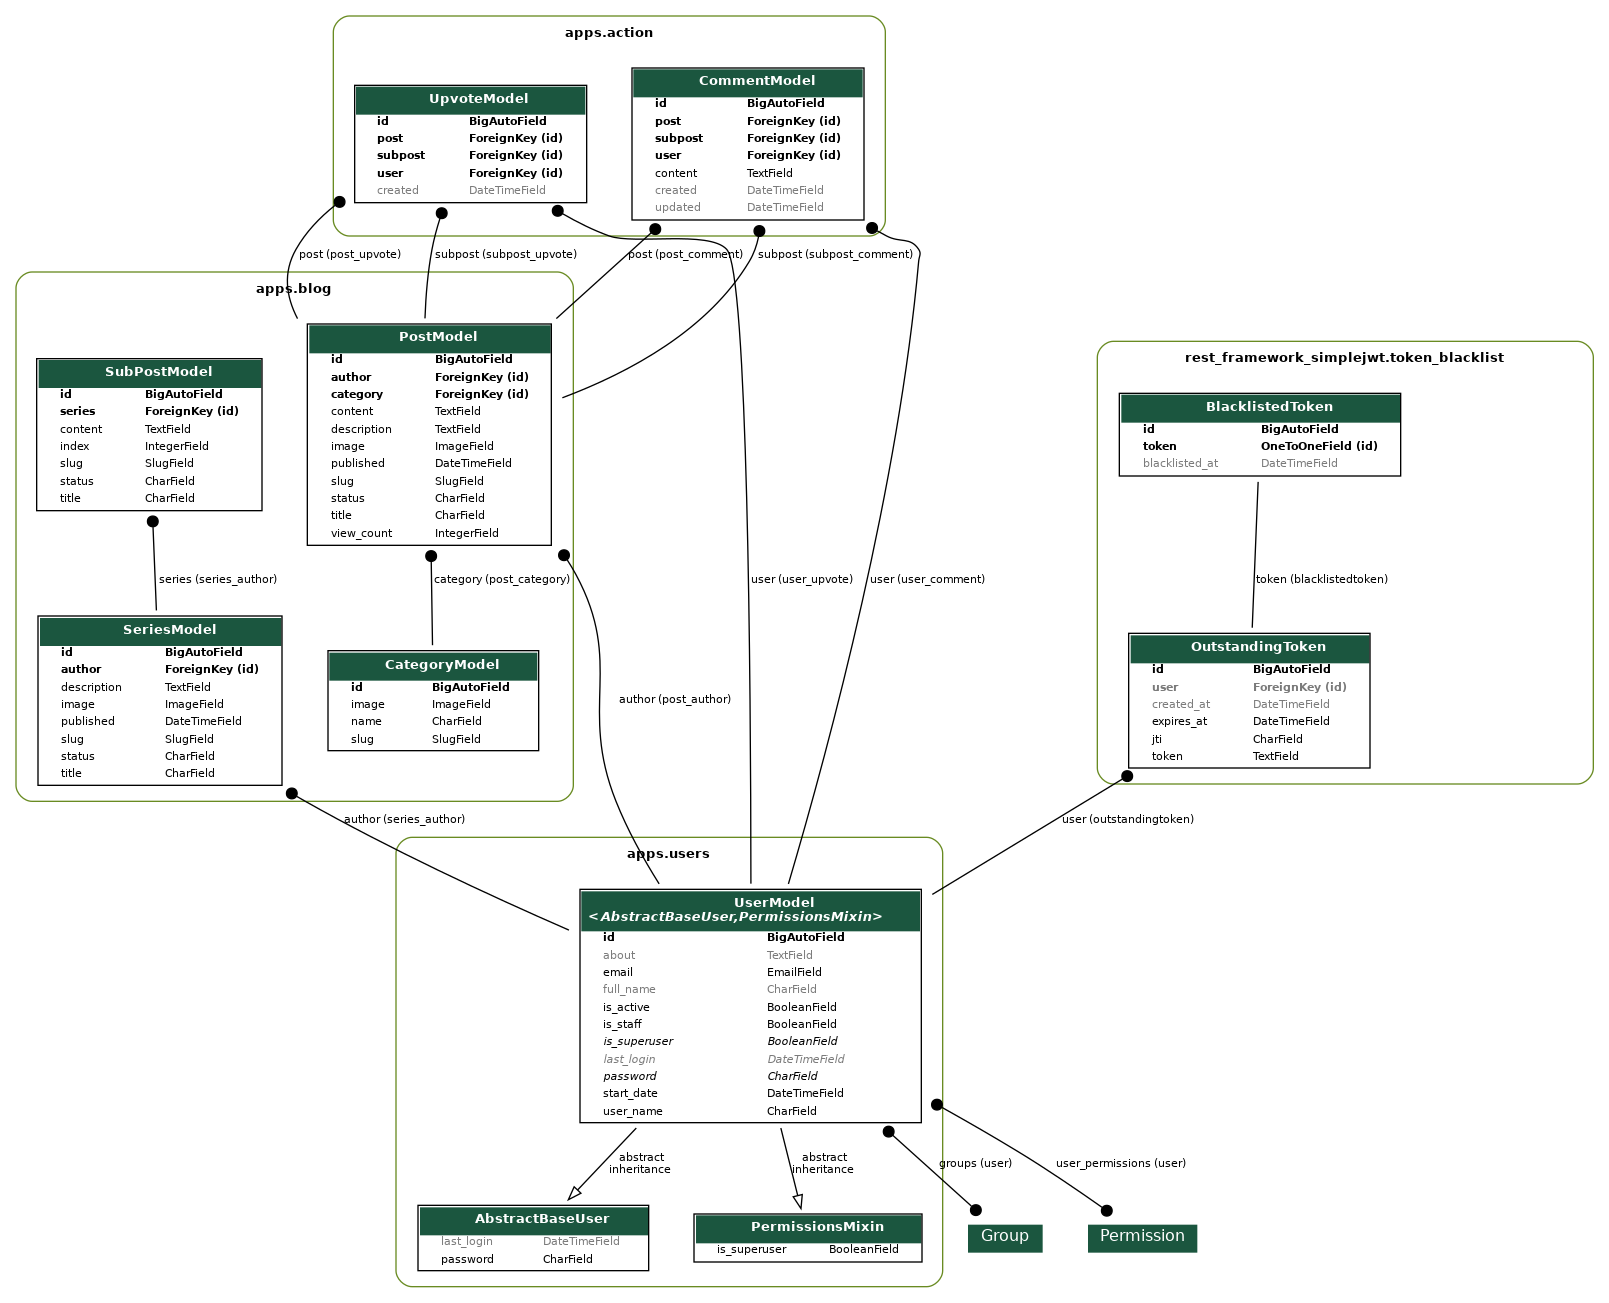 apps.action
UpvoteModel
id BigAutoField
post ForeignKey (id)
subpost ForeignKey (id)
user ForeignKey (id)
created DateTimeField
CommentModel
id BigAutoField
post ForeignKey (id)
subpost ForeignKey (id)
user ForeignKey (id)
content TextField
created DateTimeField
updated DateTimeField
post (post_upvote)
subpost (subpost_upvote)
post (post_comment)
subpost (subpost_comment)
apps.blog
SubPostModel
id BigAutoField
series ForeignKey (id)
content TextField
index IntegerField
slug SlugField
status CharField
title CharField
PostModel
id BigAutoField
author ForeignKey (id)
category ForeignKey (id)
content TextField
description TextField
image ImageField
published DateTimeField
slug SlugField
status CharField
title CharField
view_count IntegerField
rest_framework_simplejwt.token_blacklist
BlacklistedToken
id BigAutoField
token OneToOneField (id)
blacklisted_at DateTimeField
series (series_author)
category (post_category)
user (user_upvote)
user (user_comment)
token (blacklistedtoken)
SeriesModel
id BigAutoField
author ForeignKey (id)
description TextField
image ImageField
published DateTimeField
slug SlugField
status CharField
title CharField
CategoryModel
id BigAutoField
image ImageField
name CharField
slug SlugField
author (post_author)
OutstandingToken
id BigAutoField
user ForeignKey (id)
created_at DateTimeField
expires_at DateTimeField
jti CharField
token TextField
author (series_author)
user (outstandingtoken)
apps.users
UserModel
<AbstractBaseUser,PermissionsMixin>
id BigAutoField
about TextField
email EmailField
full_name CharField
is_active BooleanField
is_staff BooleanField
is_superuser BooleanField
last_login DateTimeField
password CharField
start_date DateTimeField
user_name CharField
abstract
inheritance
abstract
inheritance
groups (user)
user_permissions (user)
AbstractBaseUser
last_login DateTimeField
password CharField
PermissionsMixin
is_superuser BooleanField
Group
Permission